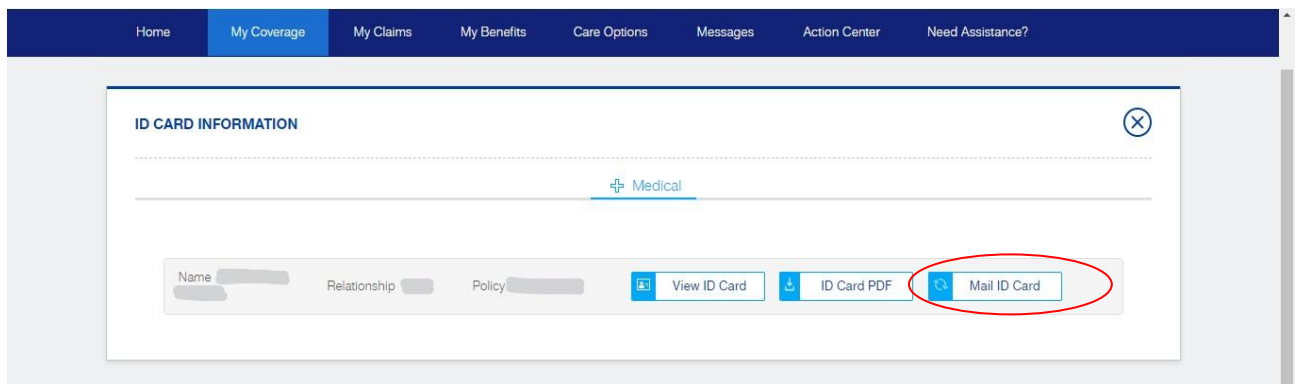 Home My Coverage My Claims My Benefits Care Options Messages Action Center Need Assistance?
ID CARD INFORMATION
Medical
Name Relationship Policy View ID Card ID Card PDF Mail ID Card